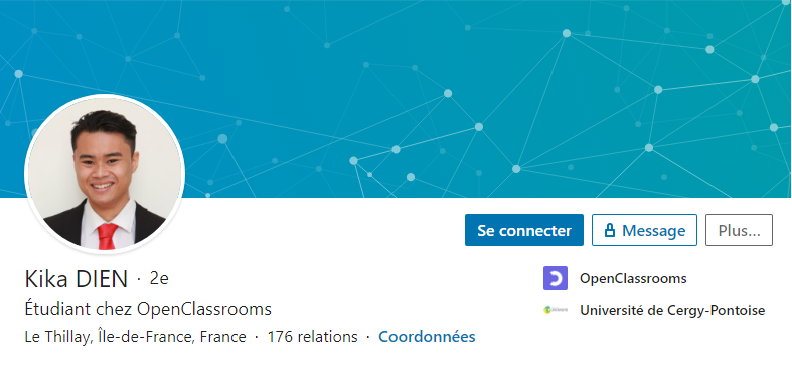 Se connecter
Message
Plus...
Kika DIEN · 2e
Étudiant chez OpenClassrooms
Le Thillay, Île-de-France, France · 176 relations · Coordonnées
OpenClassrooms
Université de Cergy-Pontoise